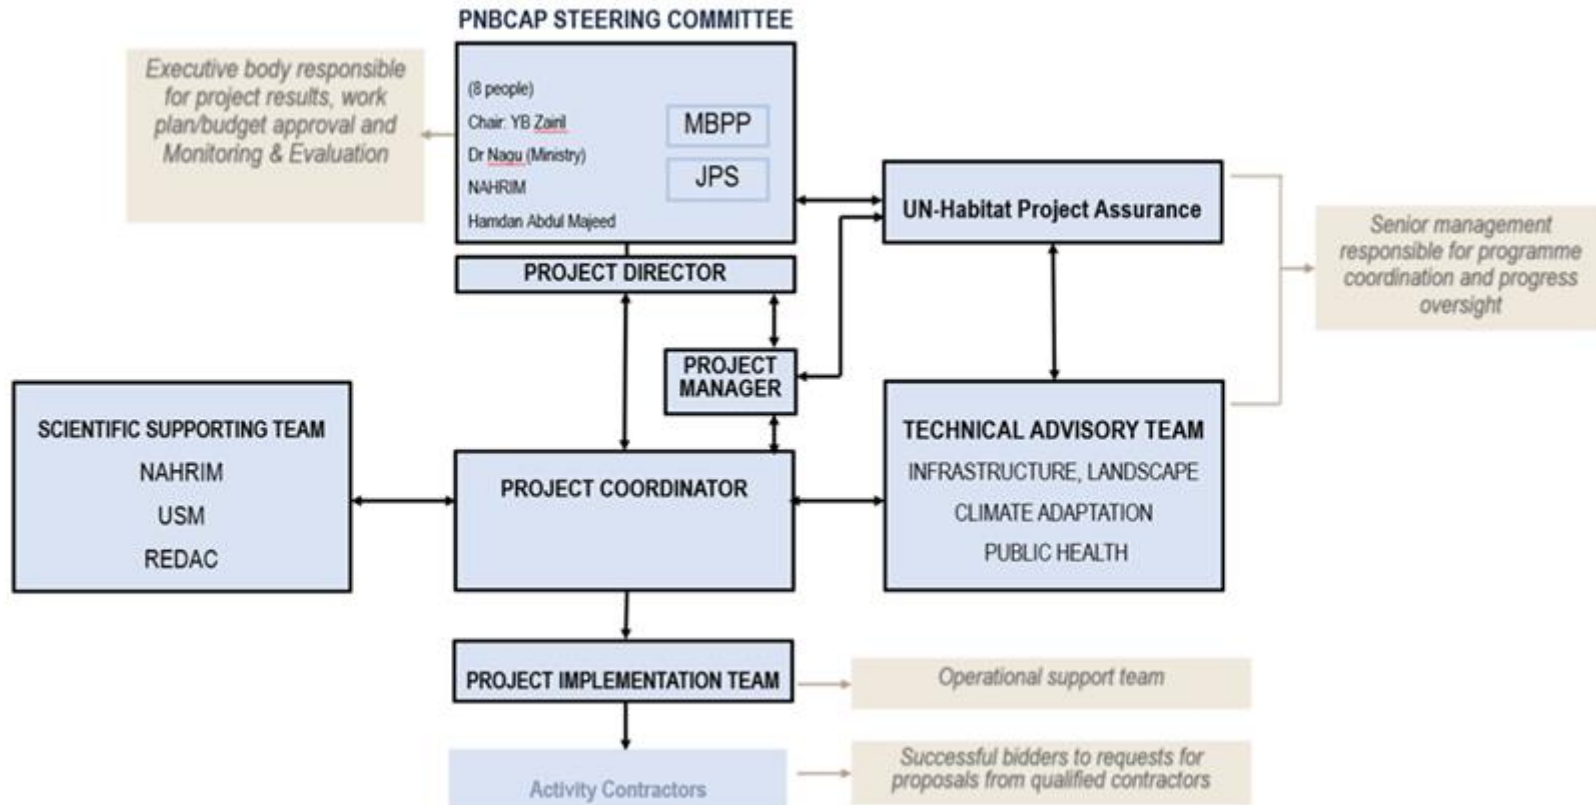 PNBCAP STEERING COMMITTEE
Executive body responsible
for project results, work
plan/budget approval and
Monitoring & Evaluation
(8 people)
Chair: YB Zairil
Dr Nagu (Ministry)
NAHRIM
Hamdan Abdul Majeed
MBPP
JPS
UN-Habitat Project Assurance
Senior management
responsible for programme
coordination and progress
oversight
PROJECT DIRECTOR
PROJECT
MANAGER
SCIENTIFIC SUPPORTING TEAM
NAHRIM
USM
REDAC
PROJECT COORDINATOR
TECHNICAL ADVISORY TEAM
INFRASTRUCTURE, LANDSCAPE
CLIMATE ADAPTATION
PUBLIC HEALTH
PROJECT IMPLEMENTATION TEAM
Operational support team
Activity Contractors
Successful bidders to requests for
proposals from qualified contractors